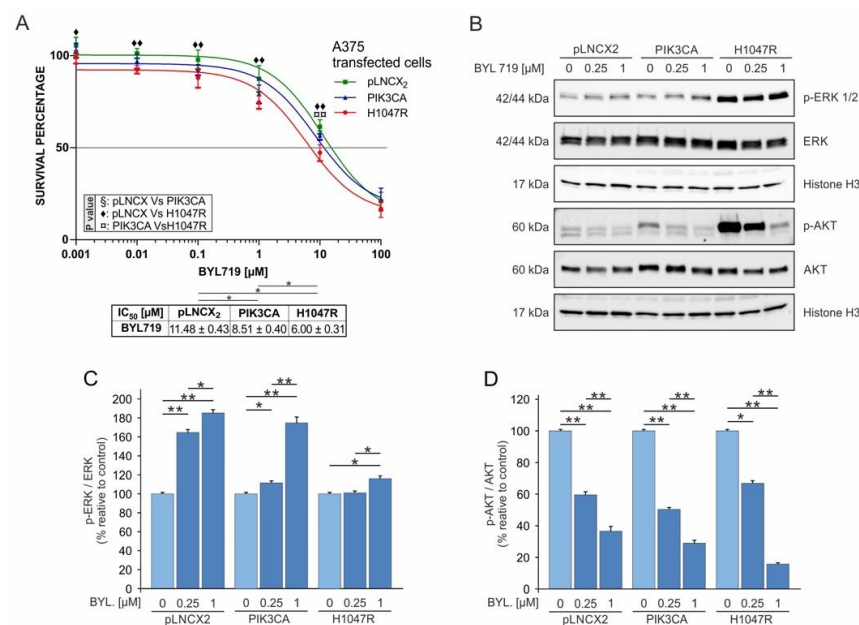 A
SURVIVAL PERCENTAGE
100
50
0
A375
transfected cells
pLNCX2
PIK3CA
H1047R
♦
♦♦
♦♦
♦♦
♦♦
¤¤
P value
§: pLNCX Vs PIK3CA
♦: pLNCX Vs H1047R
¤: PIK3CA VsH1047R
0.001 0.01 0.1 1 10 100
BYL719 [µM]
*
*
*
IC50 [µM] pLNCX2 PIK3CA H1047R
BYL719 11.48 ± 0.43 8.51 ± 0.40 6.00 ± 0.31
B
pLNCX2 PIK3CA H1047R
BYL 719 [µM] 0 0.25 1 0 0.25 1 0 0.25 1
42/44 kDa p-ERK 1/2
42/44 kDa ERK
17 kDa Histone H3
60 kDa p-AKT
60 kDa AKT
17 kDa Histone H3
C
p-ERK / ERK
(% relative to control)
200
180
160
140
120
100
80
60
40
20
0
** ** *
* ** **
* *
BYL. [µM] 0 0.25 1 0 0.25 1 0 0.25 1
pLNCX2 PIK3CA H1047R
D
p-AKT / AKT
(% relative to control)
120
100
80
60
40
20
0
** ** **
** ** **
* ** **
BYL. [µM] 0 0.25 1 0 0.25 1 0 0.25 1
pLNCX2 PIK3CA H1047R